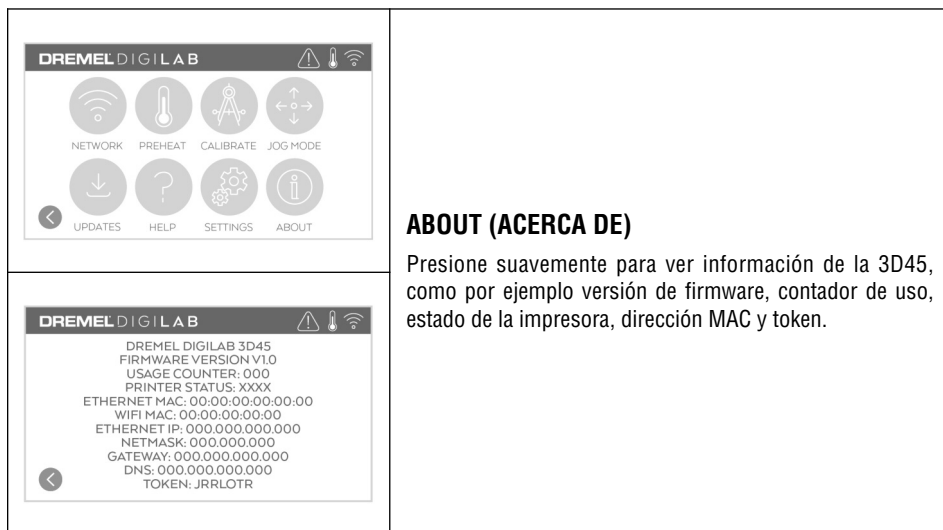 DREMEL DIGILAB
NETWORK PREHEAT CALIBRATE JOG MODE
UPDATES HELP SETTINGS ABOUT
DREMEL DIGILAB
DREMEL DIGILAB 3D45
FIRMWARE VERSION V1.0
USAGE COUNTER: 000
PRINTER STATUS: XXXX
ETHERNET MAC: 00:00:00:00:00:00
WIFI MAC: 00:00:00:00:00
ETHERNET IP: 000.000.000.000
NETMASK: 000.000.000
GATEWAY: 000.000.000.000
DNS: 000.000.000.000
TOKEN: JRRLOTR
ABOUT (ACERCA DE)
Presione suavemente para ver información de la 3D45,
como por ejemplo versión de firmware, contador de uso,
estado de la impresora, dirección MAC y token.